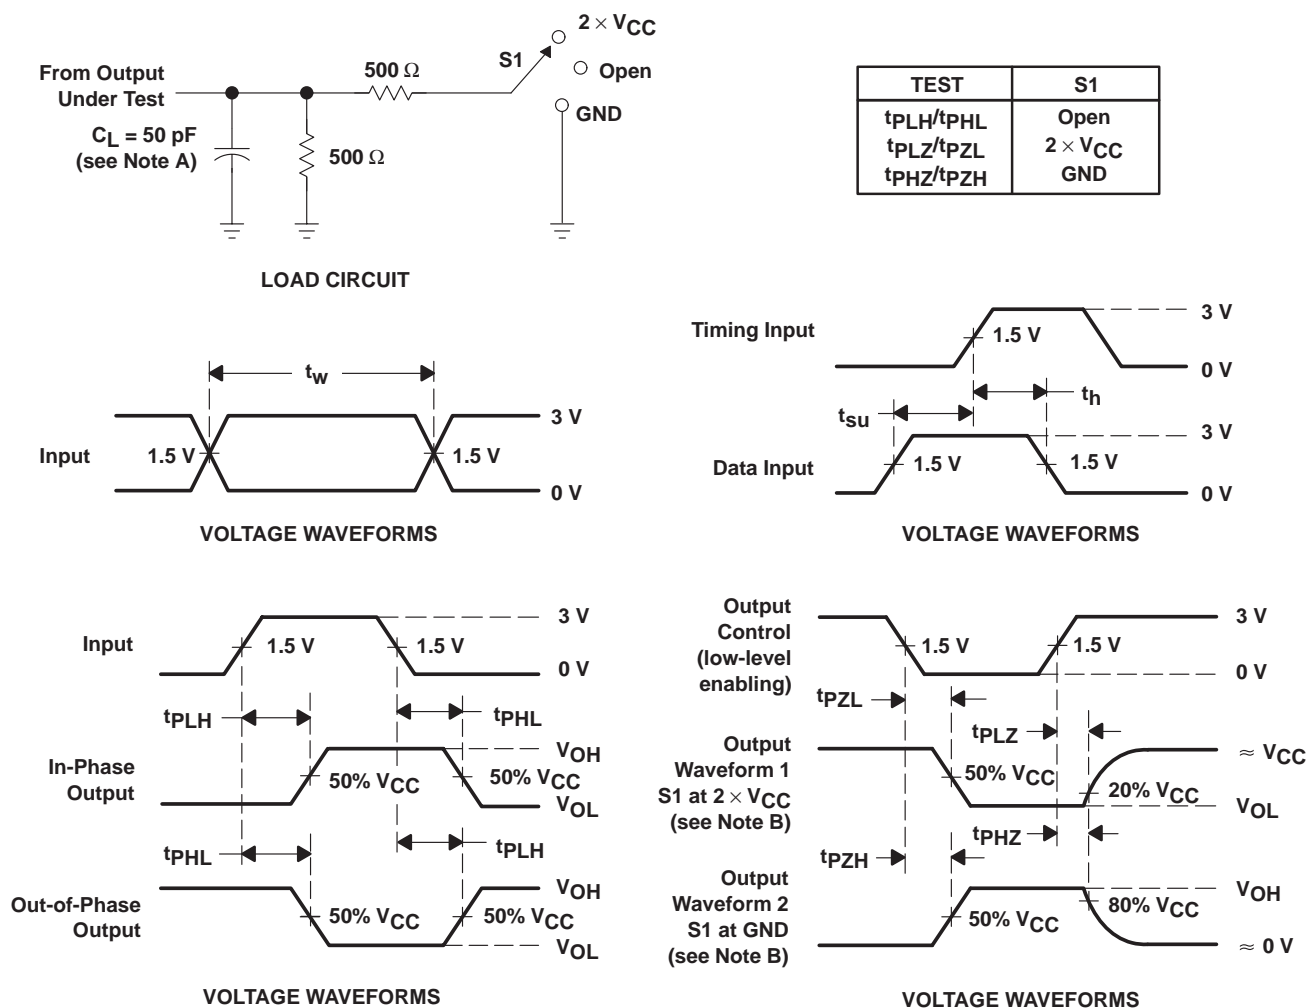 2 × VCC
S1
Open
GND
500 Ω
From Output
Under Test
CL = 50 pF
(see Note A)
500 Ω
LOAD CIRCUIT
TEST S1
tPLH/tPHL Open
tPLZ/tPZL 2 × VCC
tPHZ/tPZH GND
tw
Input
1.5 V
1.5 V
3 V
0 V
VOLTAGE WAVEFORMS
Timing Input
1.5 V
3 V
0 V
th
tsu
Data Input
1.5 V
1.5 V
3 V
0 V
VOLTAGE WAVEFORMS
Input
1.5 V
1.5 V
3 V
0 V
tPLH
tPHL
In-Phase
Output
50% VCC
50% VCC
VOH
VOL
tPHL
tPLH
Out-of-Phase
Output
50% VCC
50% VCC
VOH
VOL
VOLTAGE WAVEFORMS
Output
Control
(low-level
enabling)
1.5 V
1.5 V
3 V
0 V
tPZL
tPLZ
Output
Waveform 1
S1 at 2 × VCC
(see Note B)
50% VCC
20% VCC
≈ VCC
VOL
tPZH
tPHZ
Output
Waveform 2
S1 at GND
(see Note B)
50% VCC
80% VCC
VOH
≈ 0 V
VOLTAGE WAVEFORMS